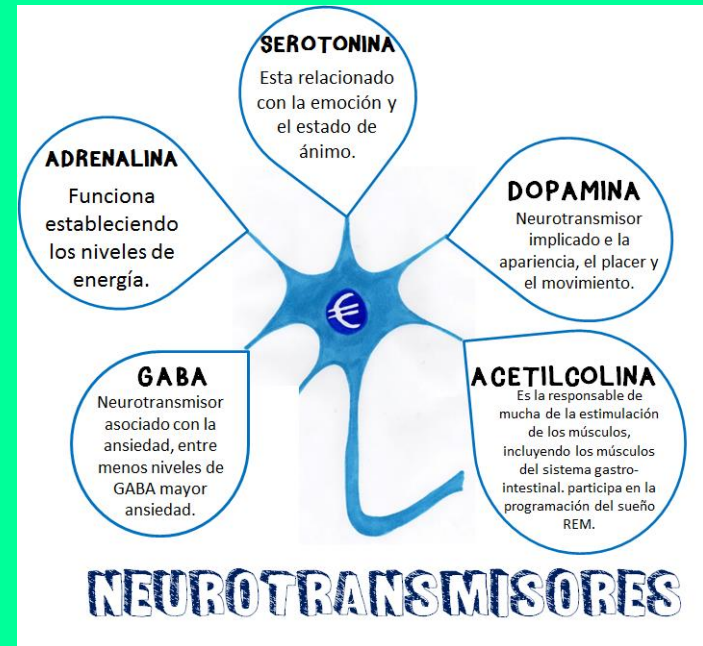 SEROTONINA
Esta relacionado
con la emoción y
el estado de
ánimo.
ADRENALINA
Funciona
estableciendo
los niveles de
energía.
DOPAMINA
Neurotransmisor
implicado e la
apariencia, el placer y
el movimiento.
€
GABA
Neurotransmisor
asociado con la
ansiedad, entre
menos niveles de
GABA mayor
ansiedad.
ACETILCOLINA
Es la responsable de
mucha de la estimulación
de los músculos,
incluyendo los músculos
del sistema gastro-
intestinal. participa en la
programación del sueño
REM.
NEUROTRANSMISORES